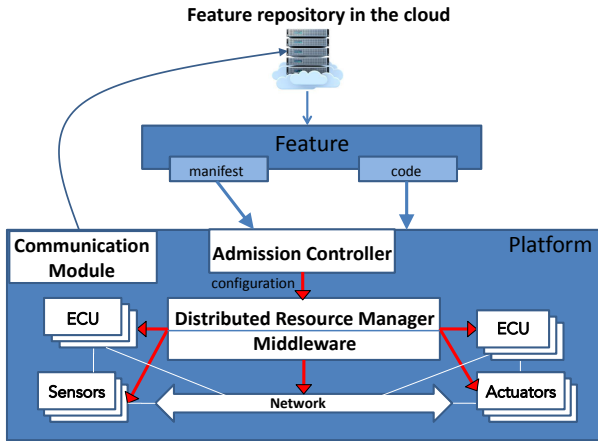 Feature repository in the cloud
Feature
manifest
code
Platform
Communication
Module
Admission Controller
configuration
Distributed Resource Manager
Middleware
ECU
ECU
Sensors
Actuators
Network